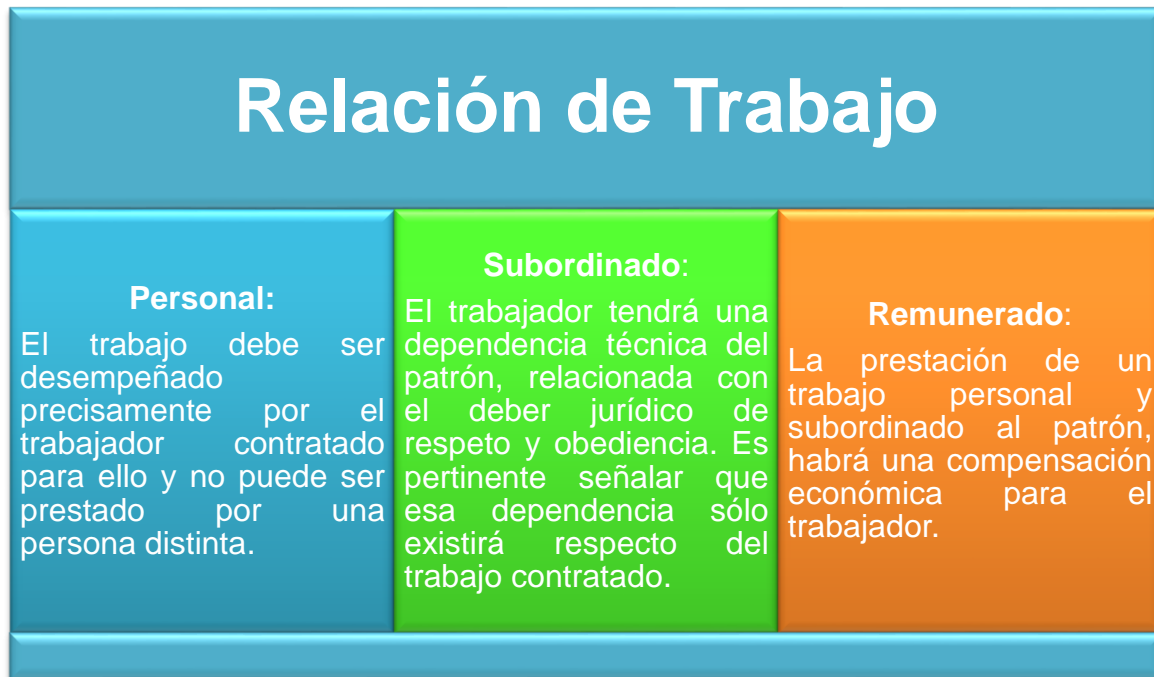 Relación de Trabajo
Personal:
El trabajo debe ser
desempeñado
precisamente por el
trabajador contratado
para ello y no puede ser
prestado por una
persona distinta.
Subordinado:
El trabajador tendrá una
dependencia técnica del
patrón, relacionada con
el deber jurídico de
respeto y obediencia. Es
pertinente señalar que
esa dependencia sólo
existirá respecto del
trabajo contratado.
Remunerado:
La prestación de un
trabajo personal y
subordinado al patrón,
habrá una compensación
económica para el
trabajador.